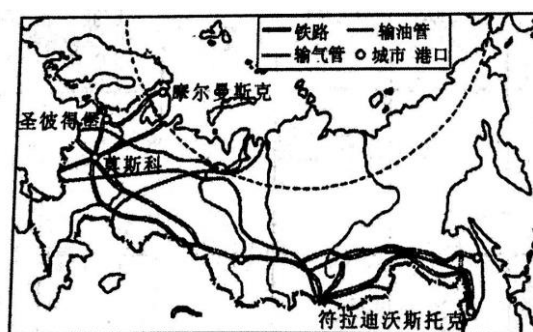 铁路 输油管
输气管 城市 港口
摩尔曼斯克
圣彼得堡
莫斯科
符拉迪沃斯托克